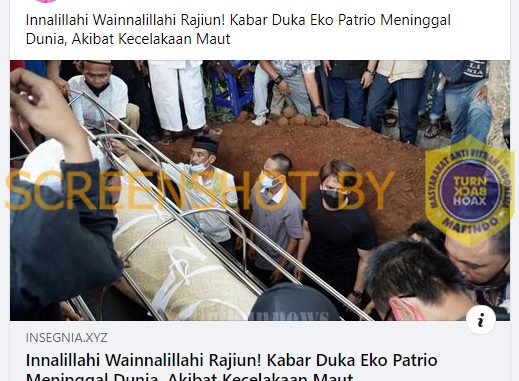 Innalillahi Wainnalillahi Rajiun! Kabar Duka Eko Patrio Meninggal
Dunia, Akibat Kecelakaan Maut
SCREENSHOT BY
MASYARAKAT ANTI FITNAH INDONESIA
TURN
BACK
HOAX
MAFINDO
INSEGNIA.XYZ
Innalillahi Wainnalillahi Rajiun! Kabar Duka Eko Patrio
Meninggal Dunia, Akibat Kecelakaan Maut